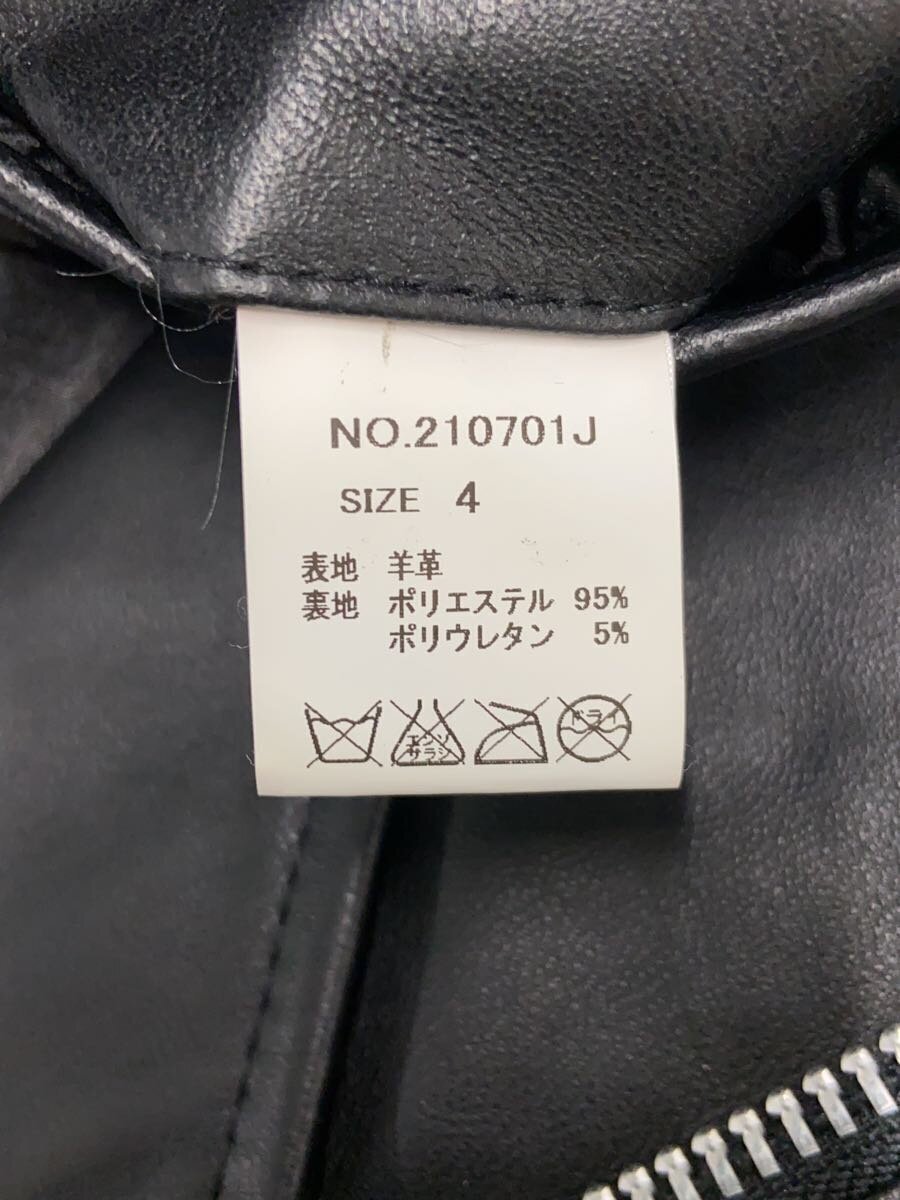 NO.210701J
SIZE 4
表地 羊革
裏地 ポリエステル 95%
ポリウレタン 5%
エンソ
サラシ
ドライ